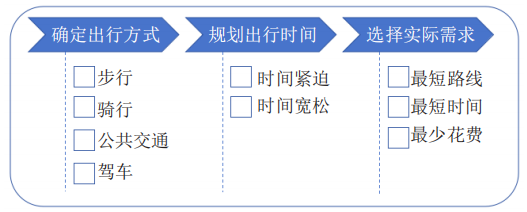 确定出行方式
规划出行时间
选择实际需求
步行
骑行
公共交通
驾车
时间紧迫
时间宽松
最短路线
最短时间
最少花费